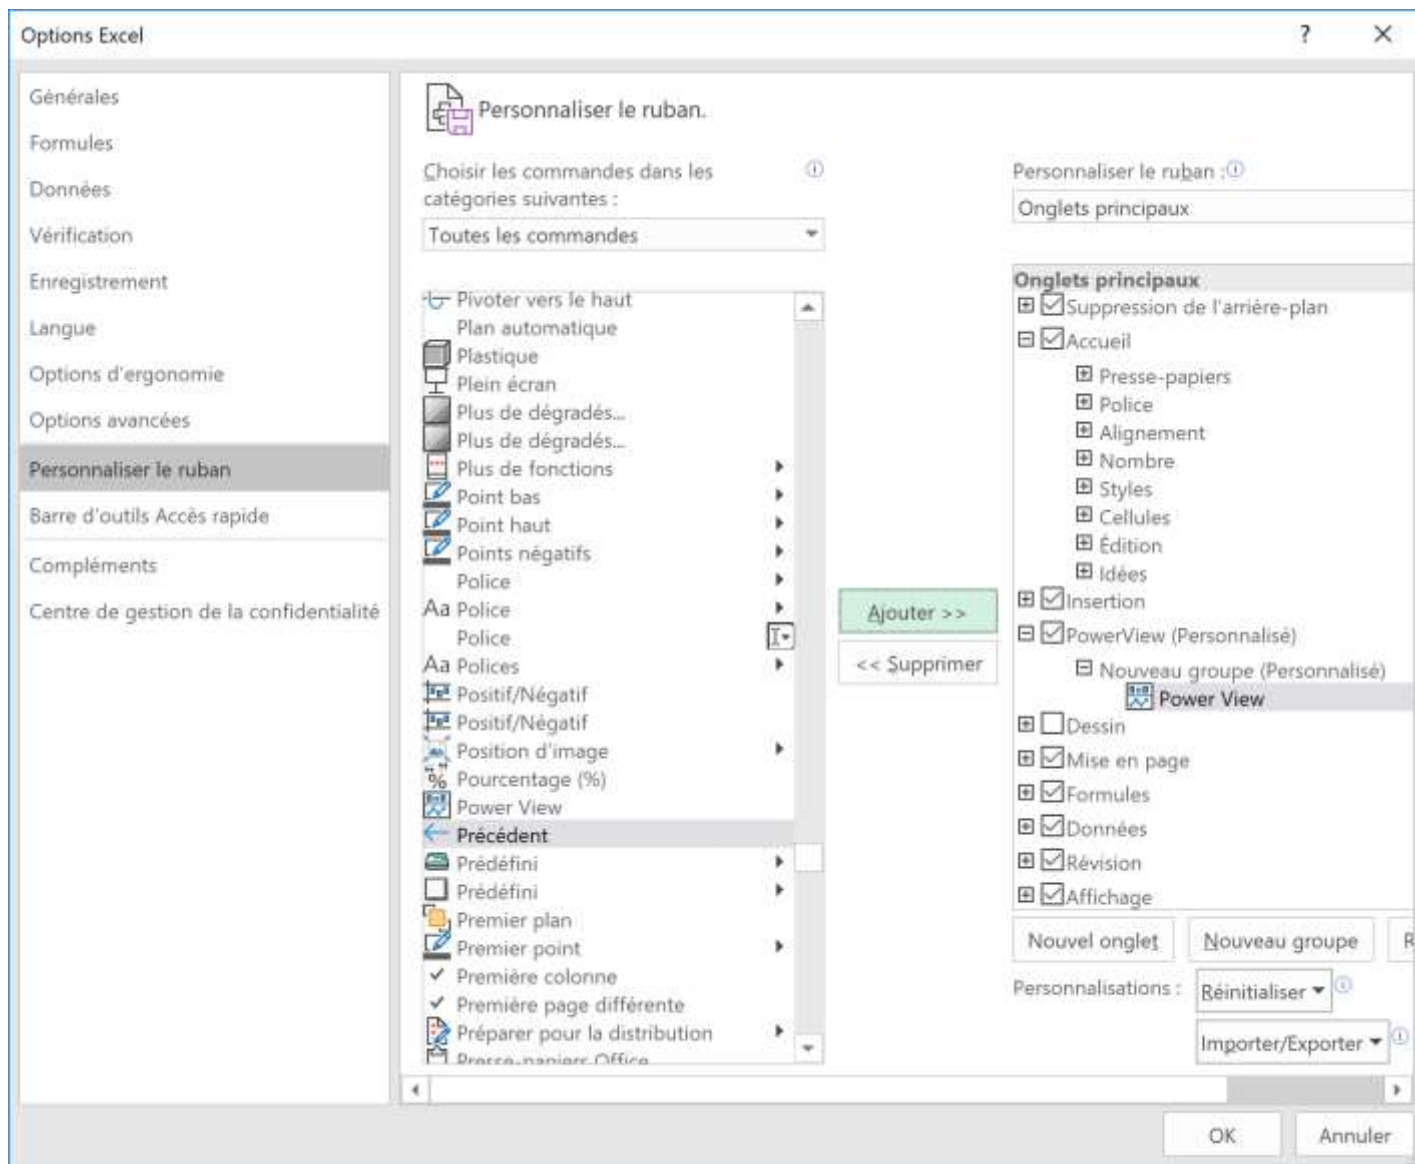 Options Excel
?
Générales
Formules
Données
Vérification
Enregistrement
Langue
Options d'ergonomie
Options avancées
Personnaliser le ruban
Barre d'outils Accès rapide
Compléments
Centre de gestion de la confidentialité
Personnaliser le ruban.
Choisir les commandes dans les
catégories suivantes :
Toutes les commandes
Pivoter vers le haut
Plan automatique
Plastique
Plein écran
Plus de dégradés...
Plus de dégradés...
Plus de fonctions
Point bas
Point haut
Points négatifs
Police
Aa Police
Police
Aa Polices
Positif/Négatif
Positif/Négatif
Position d'image
Pourcentage (%)
Power View
Précédent
Prédéfini
Prédéfini
Premier plan
Premier point
Première colonne
Première page différente
Préparer pour la distribution
Presse-papiers Office
Ajouter >>
<< Supprimer
Personnaliser le ruban :
Onglets principaux
Onglets principaux
Suppression de l'arrière-plan
Accueil
Presse-papiers
Police
Alignement
Nombre
Styles
Cellules
Édition
Idées
Insertion
PowerView (Personnalisé)
Nouveau groupe (Personnalisé)
Power View
Dessin
Mise en page
Formules
Données
Révision
Affichage
Nouvel onglet
Nouveau groupe
R
Personnalisations :
Réinitialiser
Importer/Exporter
OK
Annuler